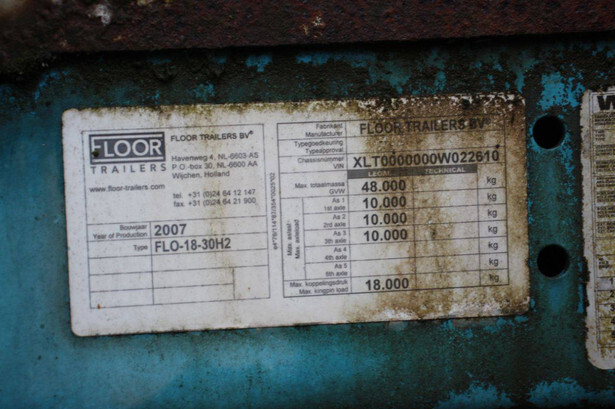 FLOOR
TRAILERS
FLOOR TRAILERS BV
Havenweg 4, NL-6603-AS
P.O.-box 30, NL-6600 AA
Wijchen, Holland
www.floor-trailers.com
tel. +31 (0)24 64 12 147
fax. +31 (0)24 64 21 900
Bouwjaar
Year of Production
2007
Type
FLO-18-30H2
Fabrikant
Manufacturer
FLOOR TRAILERS BV
Typegoedkeuring
Typeapproval
Chassisnummer
VIN
XLT0000000W022610
LEGAL
TECHNICAL
Max. totaalmassa
GVW
48.000
kg
Max. aslast
Max. axleload
As 1
1st axle
10.000
kg
As 2
10.000
kg
As 3
10.000
kg
As 4
4th axle
kg
As 5
5th axle
kg
Max. koppelingsdruk
Max. kingpin load
18.000
kg